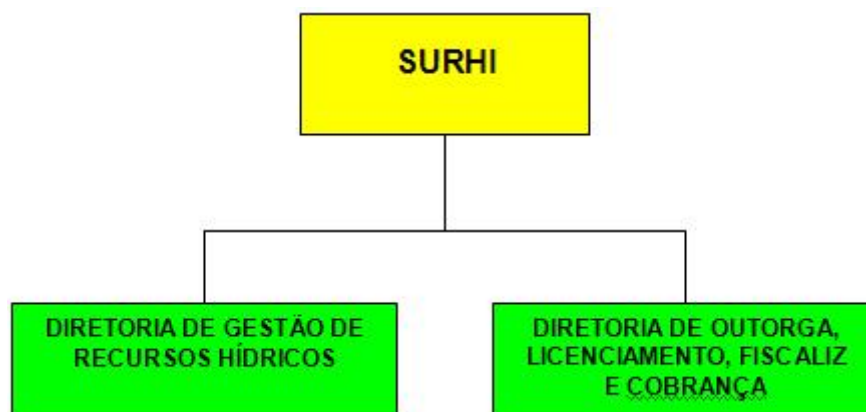 SURHI
DIRETORIA DE GESTÃO DE
RECURSOS HÍDRICOS
DIRETORIA DE OUTORGA,
LICENCIAMENTO, FISCALIZ
E COBRANÇA